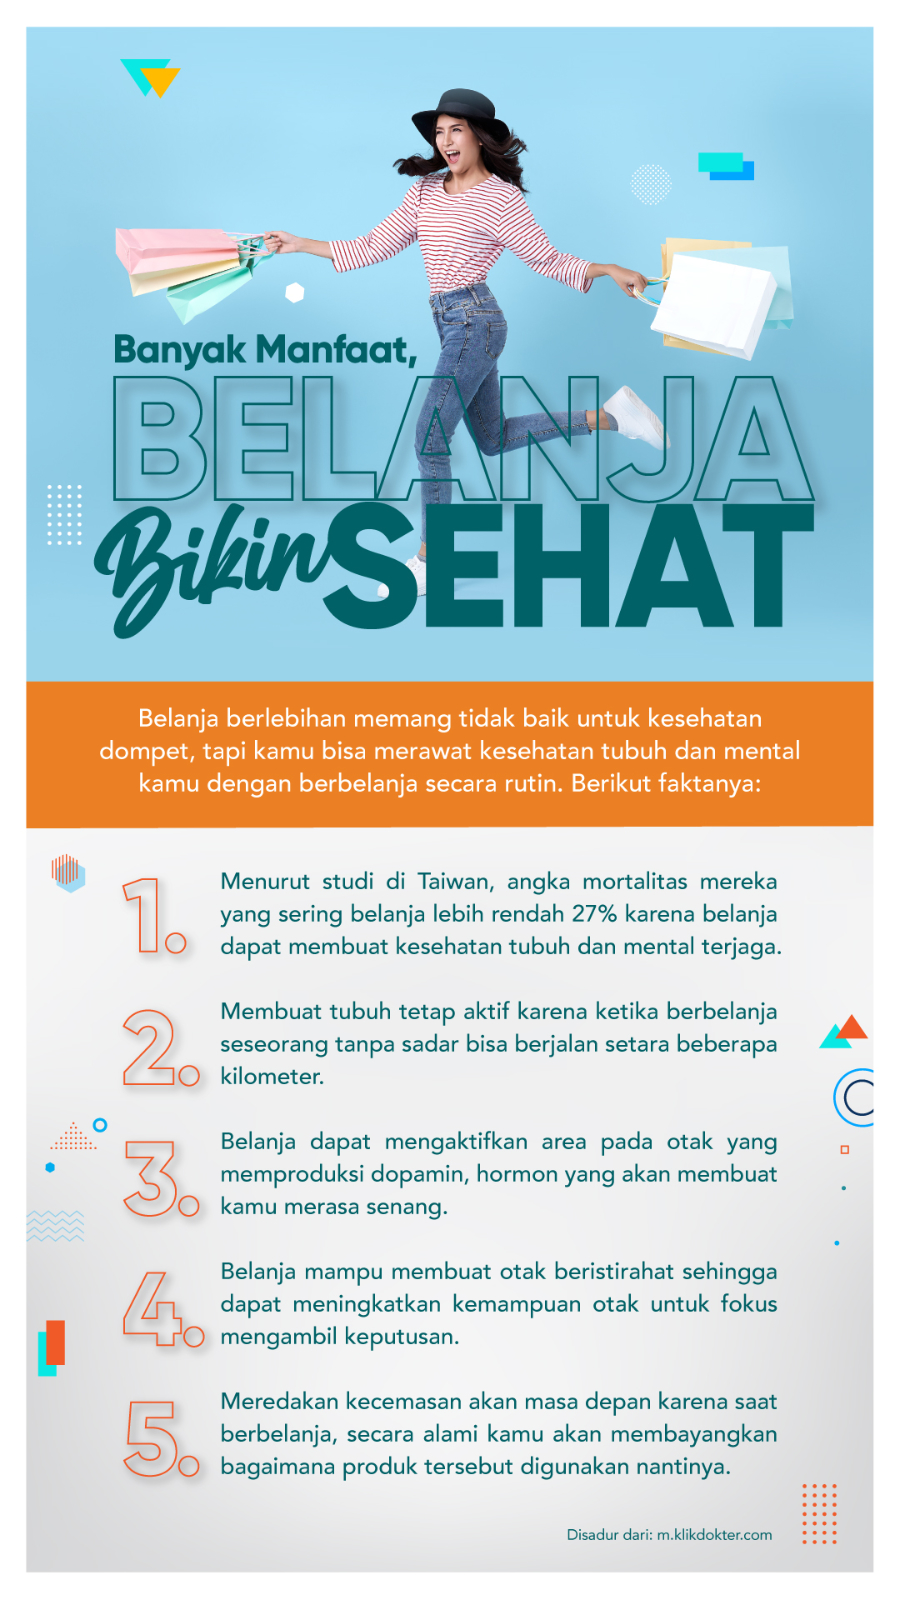 Banyak Manfaat,
BELANJA
Bikin SEHAT
Belanja berlebihan memang tidak baik untuk kesehatan
dompet, tapi kamu bisa merawat kesehatan tubuh dan mental
kamu dengan berbelanja secara rutin. Berikut faktanya:
1. Menurut studi di Taiwan, angka mortalitas mereka
yang sering belanja lebih rendah 27% karena belanja
dapat membuat kesehatan tubuh dan mental terjaga.
2. Membuat tubuh tetap aktif karena ketika berbelanja
seseorang tanpa sadar bisa berjalan setara beberapa
kilometer.
3. Belanja dapat mengaktifkan area pada otak yang
memproduksi dopamin, hormon yang akan membuat
kamu merasa senang.
4. Belanja mampu membuat otak beristirahat sehingga
dapat meningkatkan kemampuan otak untuk fokus
mengambil keputusan.
5. Meredakan kecemasan akan masa depan karena saat
berbelanja, secara alami kamu akan membayangkan
bagaimana produk tersebut digunakan nantinya.
Disadur dari: m.klikdokter.com